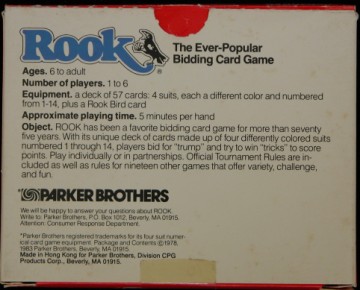 Rook®
The Ever-Popular
Bidding Card Game
Ages. 6 to adult
Number of players. 1 to 6
Equipment. a deck of 57 cards: 4 suits, each a different color and numbered
from 1-14, plus a Rook Bird card
Approximate playing time. 5 minutes per hand
Object. ROOK has been a favorite bidding card game for more than seventy
five years. With its unique deck of cards made up of four differently colored suits
numbered 1 through 14, players bid for "trump" and try to win "tricks" to score
points. Play individually or in partnerships. Official Tournament Rules are in-
cluded as well as rules for nineteen other games that offer variety, challenge,
and fun.
PARKER BROTHERS
We will be happy to answer your questions about ROOK.
Write to: Parker Brothers, P.O. Box 1012, Beverly, MA 01915.
Attention: Consumer Response Department.
*Parker Brothers registered trademarks for its four suit numer-
ical card game equipment. Package and Contents ©1978,
1983 Parker Brothers, Beverly, MA 01915.
Made in Hong Kong for Parker Brothers, Division CPG
Products Corp., Beverly, MA 01915.